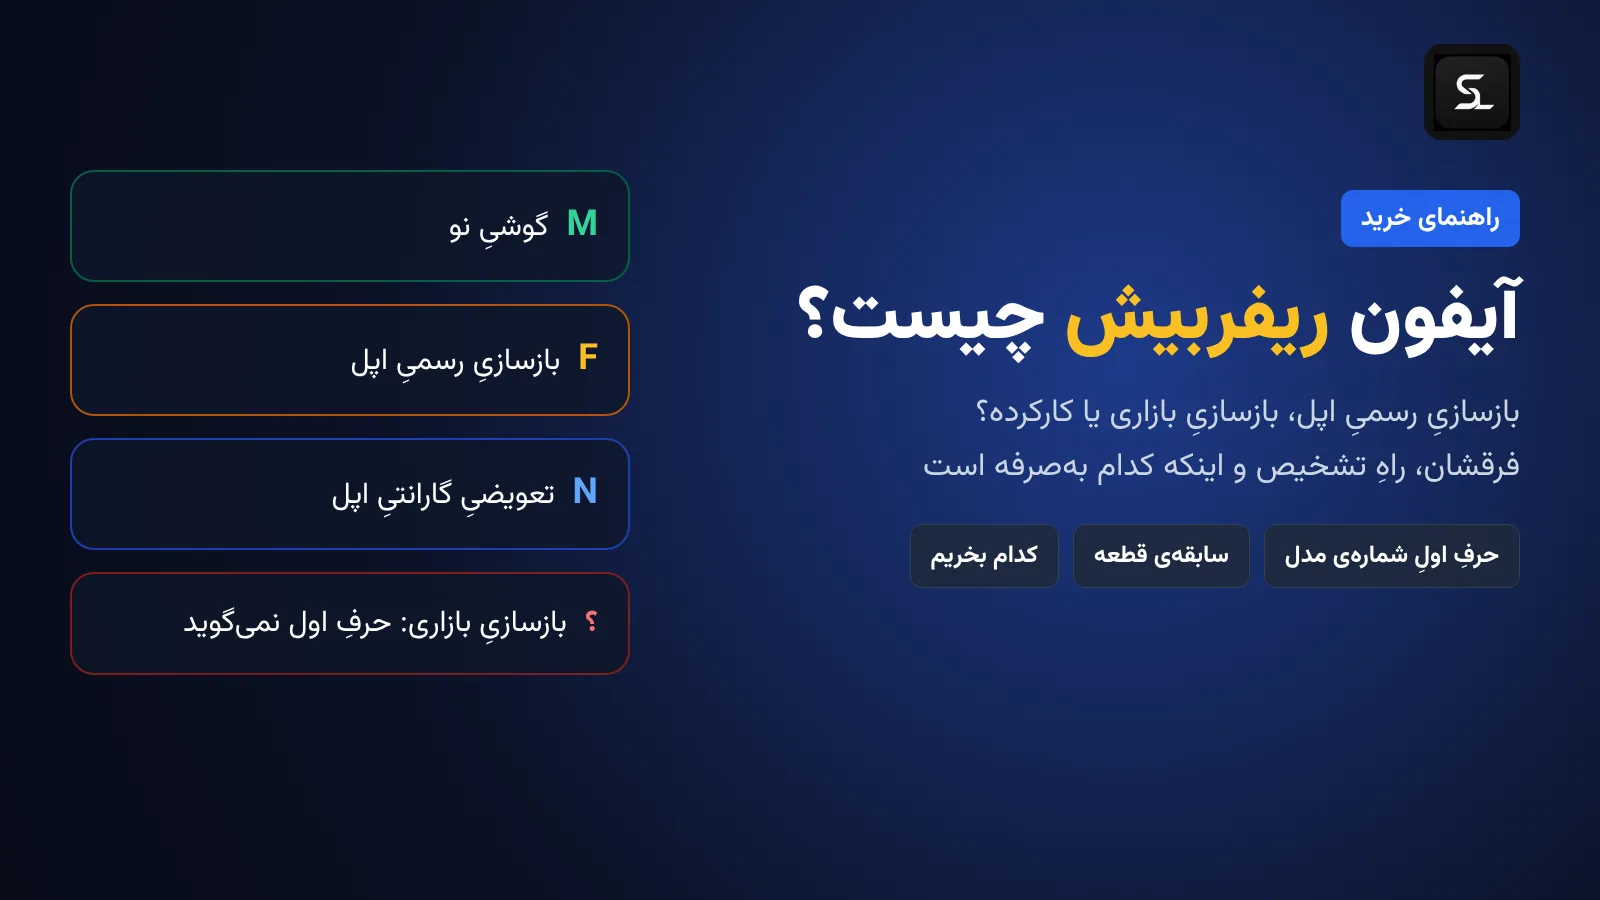 SL
راهنمای خرید
آیفون ریفربیش چیست؟
بازسازیِ رسمیِ اپل، بازسازیِ بازاری یا کارکرده؟
فرقشان، راهِ تشخیص و اینکه کدام به‌صرفه است
حرفِ اولِ شماره‌ی مدل
سابقه‌ی قطعه
کدام بخریم
M گوشیِ نو
F بازسازیِ رسمیِ اپل
N تعویضیِ گارانتیِ اپل
؟ بازسازیِ بازاری: حرفِ اول نمی‌گوید